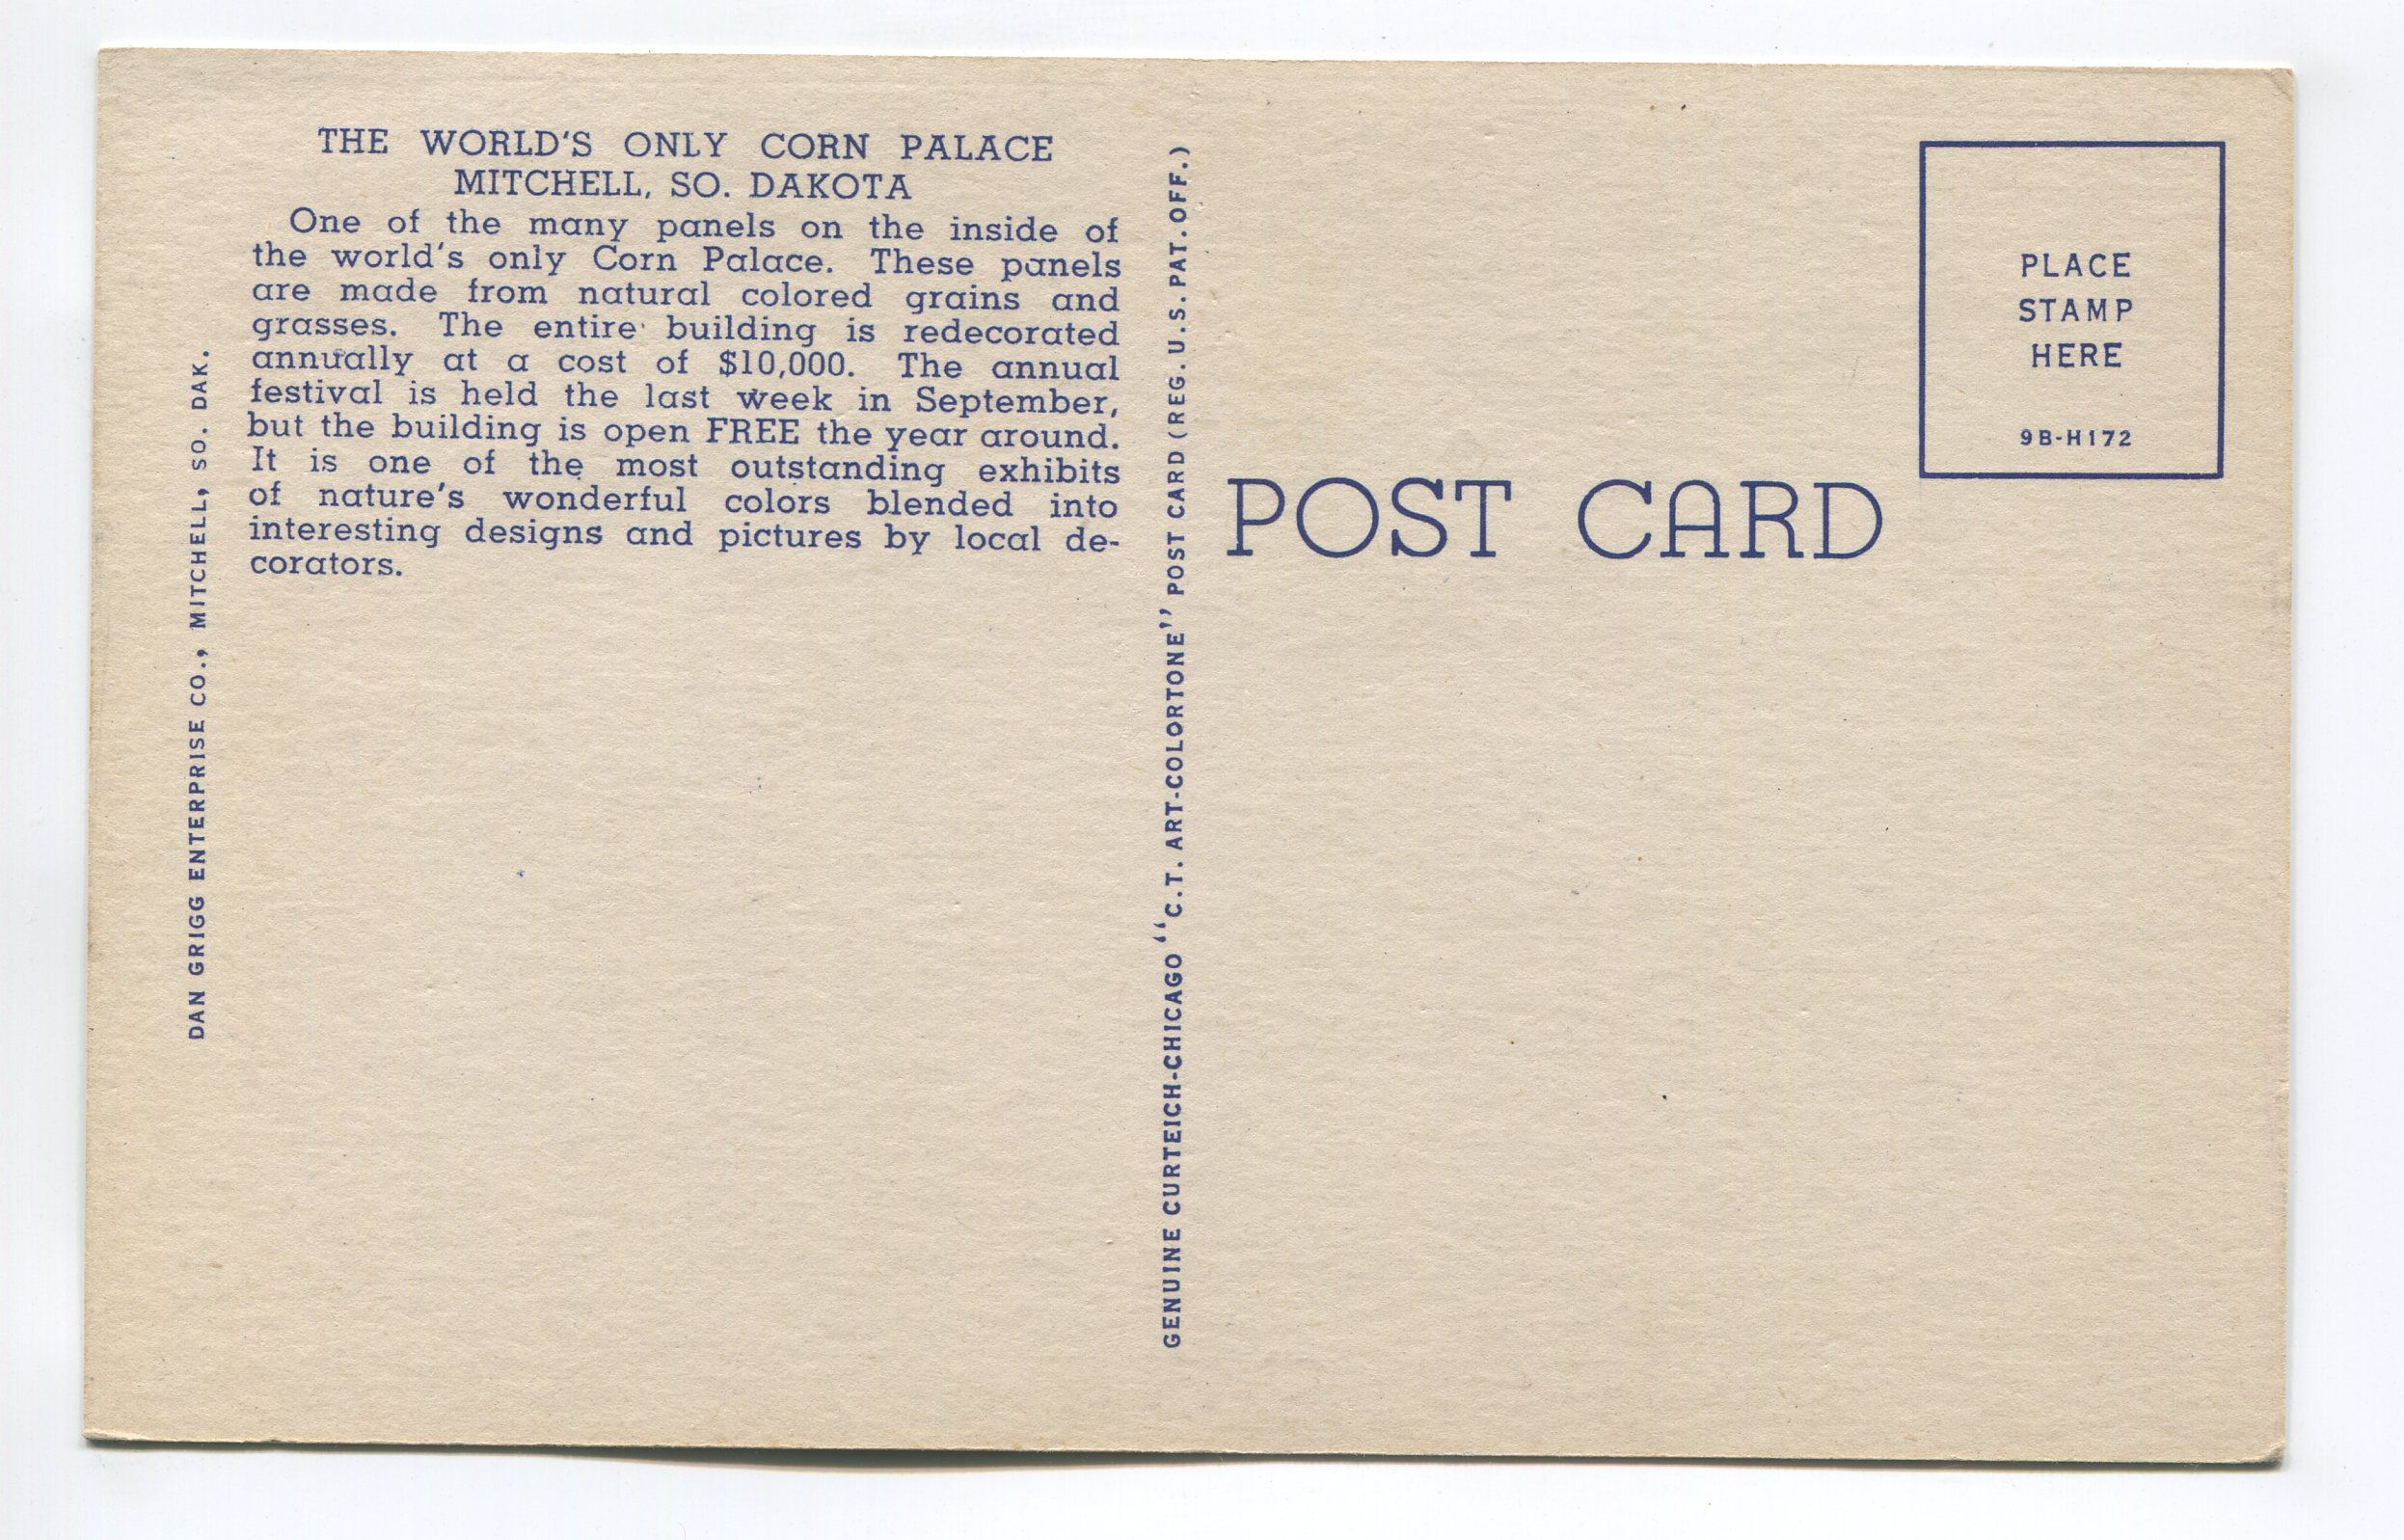 THE WORLD'S ONLY CORN PALACE
MITCHELL, SO. DAKOTA
One of the many panels on the inside of
the world's only Corn Palace. These panels
are made from natural colored grains and
grasses. The entire building is redecorated
annually at a cost of $10,000. The annual
festival is held the last week in September,
but the building is open FREE the year around.
It is one of the most outstanding exhibits
of nature's wonderful colors blended into
interesting designs and pictures by local de-
corators.
DAN GRIGG ENTERPRISE CO., MITCHELL, SO. DAK.
GENUINE CURTEICH-CHICAGO "C.T. ART-COLORTONE" POST CARD (REG. U.S. PAT. OFF.)
POST CARD
PLACE
STAMP
HERE
9B-H172